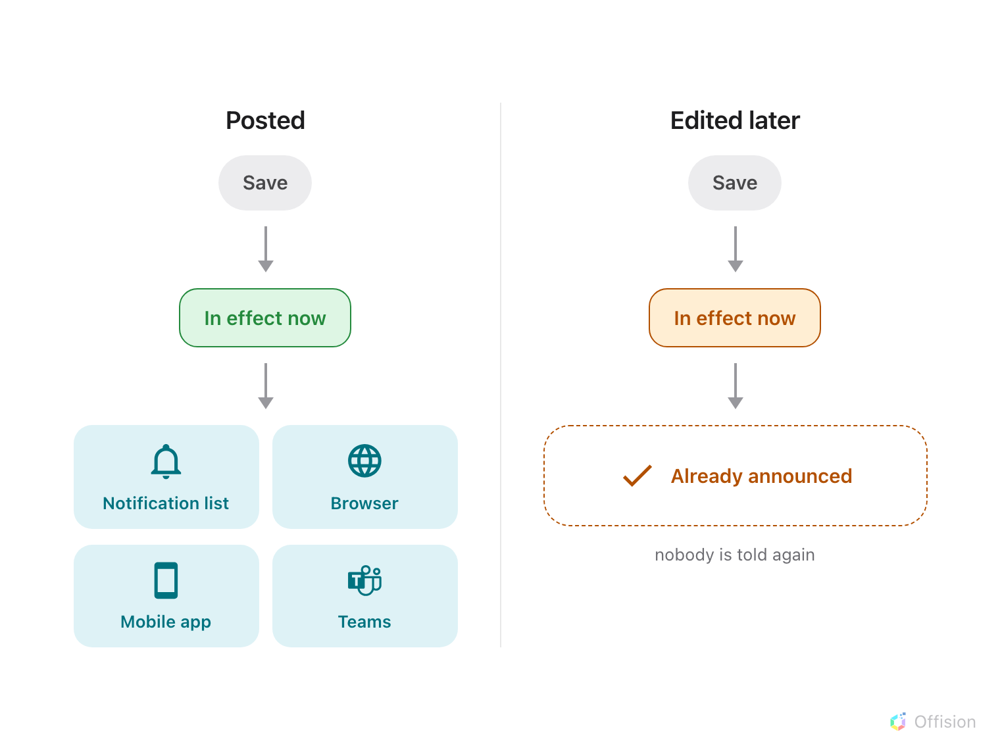 Posted
Save
In effect now
Notification list
Browser
Mobile app
Teams
Edited later
Save
In effect now
Already announced
nobody is told again
Offision